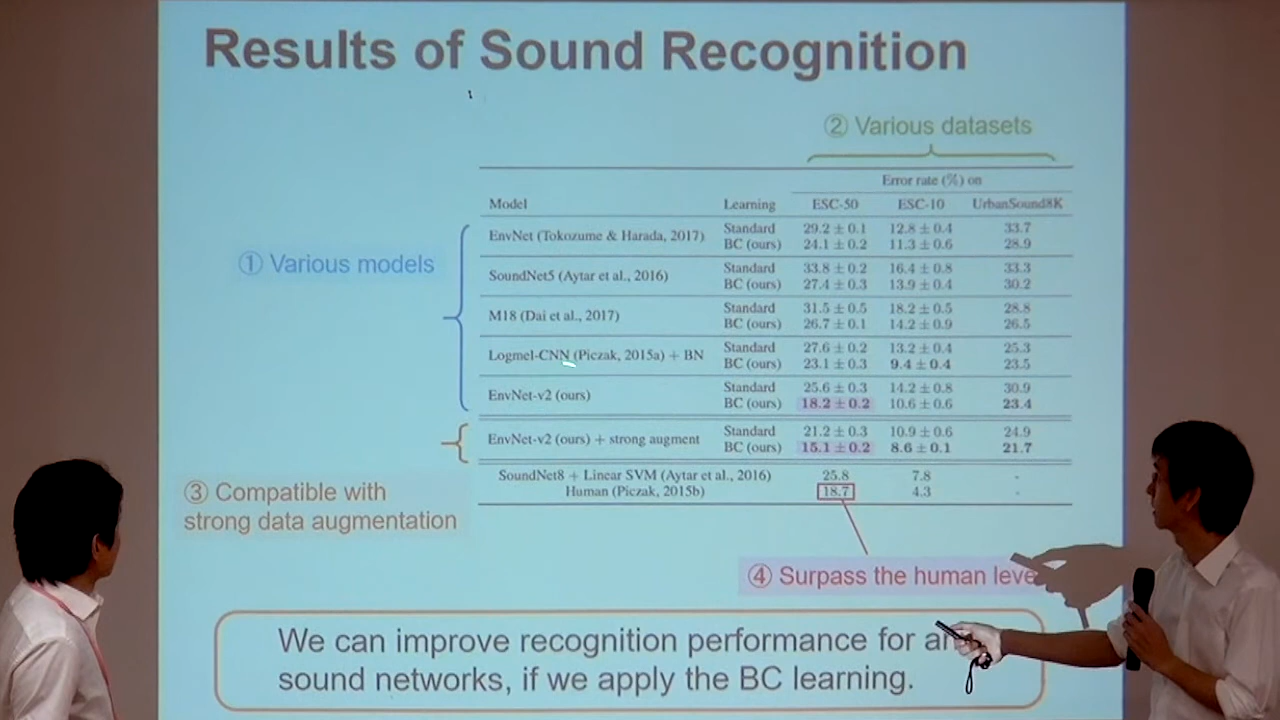 Results of Sound Recognition
② Various datasets
Error rate (%) on
Model Learning ESC-50 ESC-10 UrbanSound8K
① Various models
EnvNet (Tokozume & Harada, 2017) Standard 29.2 ± 0.1 12.8 ± 0.4 33.7
BC (ours) 24.1 ± 0.2 11.3 ± 0.6 28.9
SoundNet5 (Aytar et al., 2016) Standard 33.8 ± 0.2 16.4 ± 0.8 33.3
BC (ours) 27.4 ± 0.3 13.9 ± 0.4 30.2
M18 (Dai et al., 2017) Standard 31.5 ± 0.5 18.2 ± 0.5 28.8
BC (ours) 26.7 ± 0.1 14.2 ± 0.9 26.5
Logmel-CNN (Piczak, 2015a) + BN Standard 27.6 ± 0.2 13.2 ± 0.4 25.3
BC (ours) 23.1 ± 0.3 9.4 ± 0.4 23.5
EnvNet-v2 (ours) Standard 25.6 ± 0.3 14.2 ± 0.8 30.9
BC (ours) 18.2 ± 0.2 10.6 ± 0.6 23.4
EnvNet-v2 (ours) + strong augment Standard 21.2 ± 0.3 10.9 ± 0.6 24.9
BC (ours) 15.1 ± 0.2 8.6 ± 0.1 21.7
SoundNet8 + Linear SVM (Aytar et al., 2016) 25.8 7.8 -
Human (Piczak, 2015b) 18.7 4.3 -
③ Compatible with
strong data augmentation
④ Surpass the human leve
We can improve recognition performance for
sound networks, if we apply the BC learning.